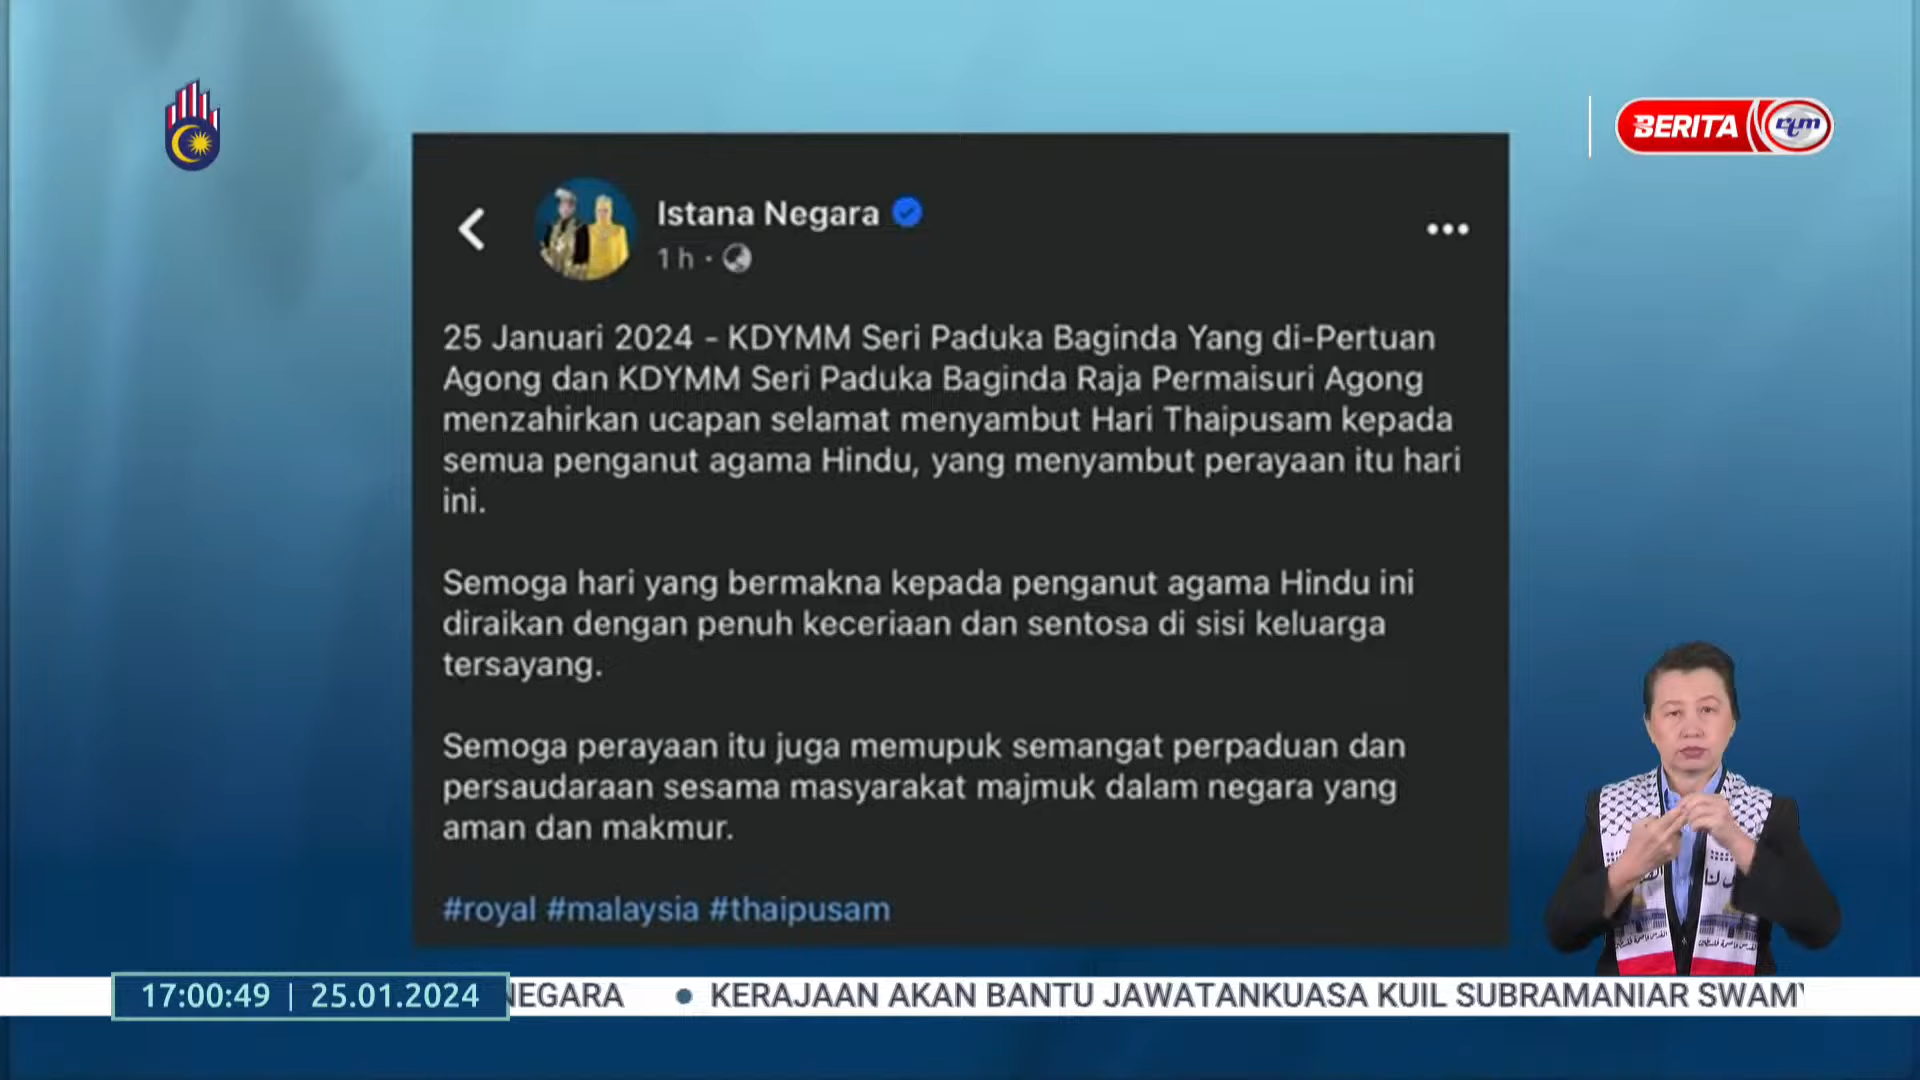 BERITA rtm
Istana Negara
1 h
25 Januari 2024 - KDYMM Seri Paduka Baginda Yang di-Pertuan
Agong dan KDYMM Seri Paduka Baginda Raja Permaisuri Agong
menzahirkan ucapan selamat menyambut Hari Thaipusam kepada
semua penganut agama Hindu, yang menyambut perayaan itu hari
ini.
Semoga hari yang bermakna kepada penganut agama Hindu ini
diraikan dengan penuh keceriaan dan sentosa di sisi keluarga
tersayang.
Semoga perayaan itu juga memupuk semangat perpaduan dan
persaudaraan sesama masyarakat majmuk dalam negara yang
aman dan makmur.
#royal #malaysia #thaipusam
17:00:49 | 25.01.2024 NEGARA • KERAJAAN AKAN BANTU JAWATANKUASA KUIL SUBRAMANIAR